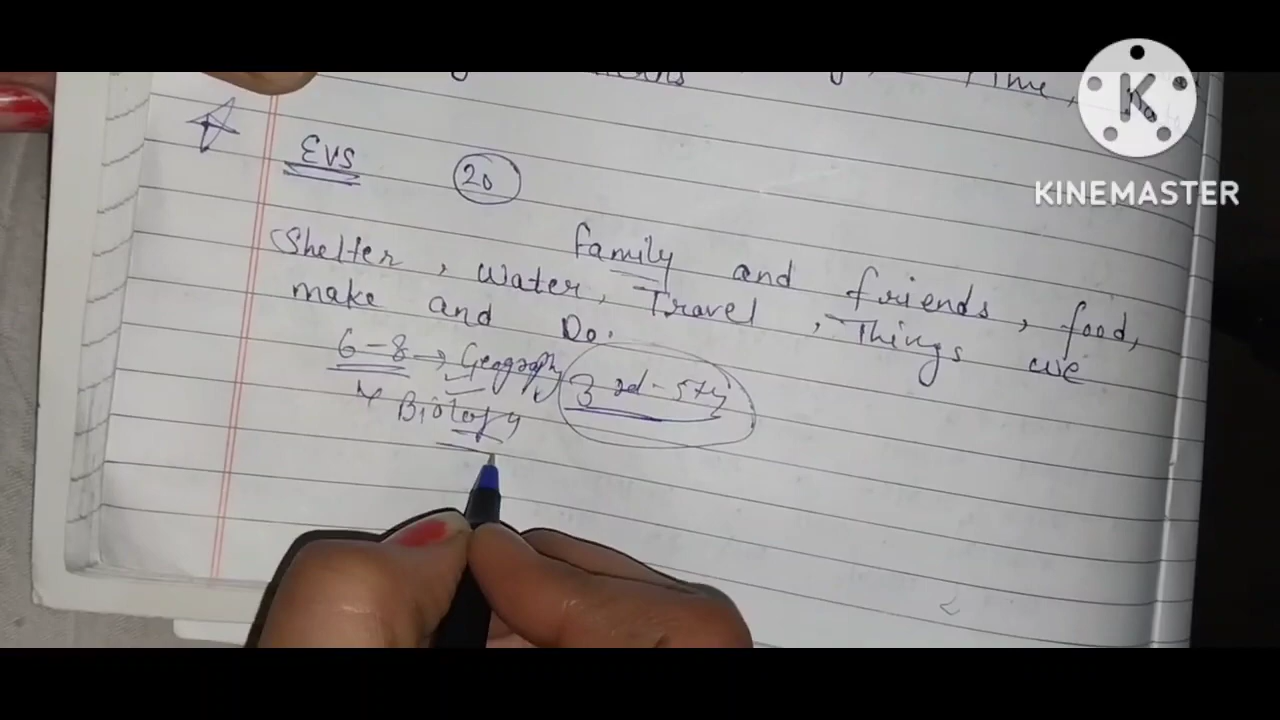 Time,
EVS 20
family and friends, food,
Shelter, water, Travel, Things we
make and Do.
6-8 → Geography 3rd-5th
Biology
KINEMASTER